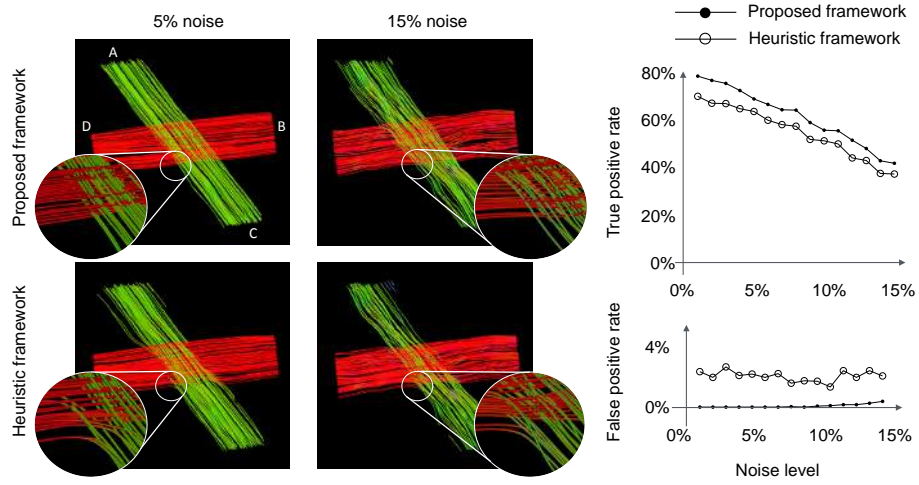 5% noise
15% noise
Proposed framework
Heuristic framework
Proposed framework
A
D
B
C
Heuristic framework
80%
60%
40%
20%
0%
True positive rate
0%
5%
10%
15%
4%
0%
False positive rate
0%
5%
10%
15%
Noise level